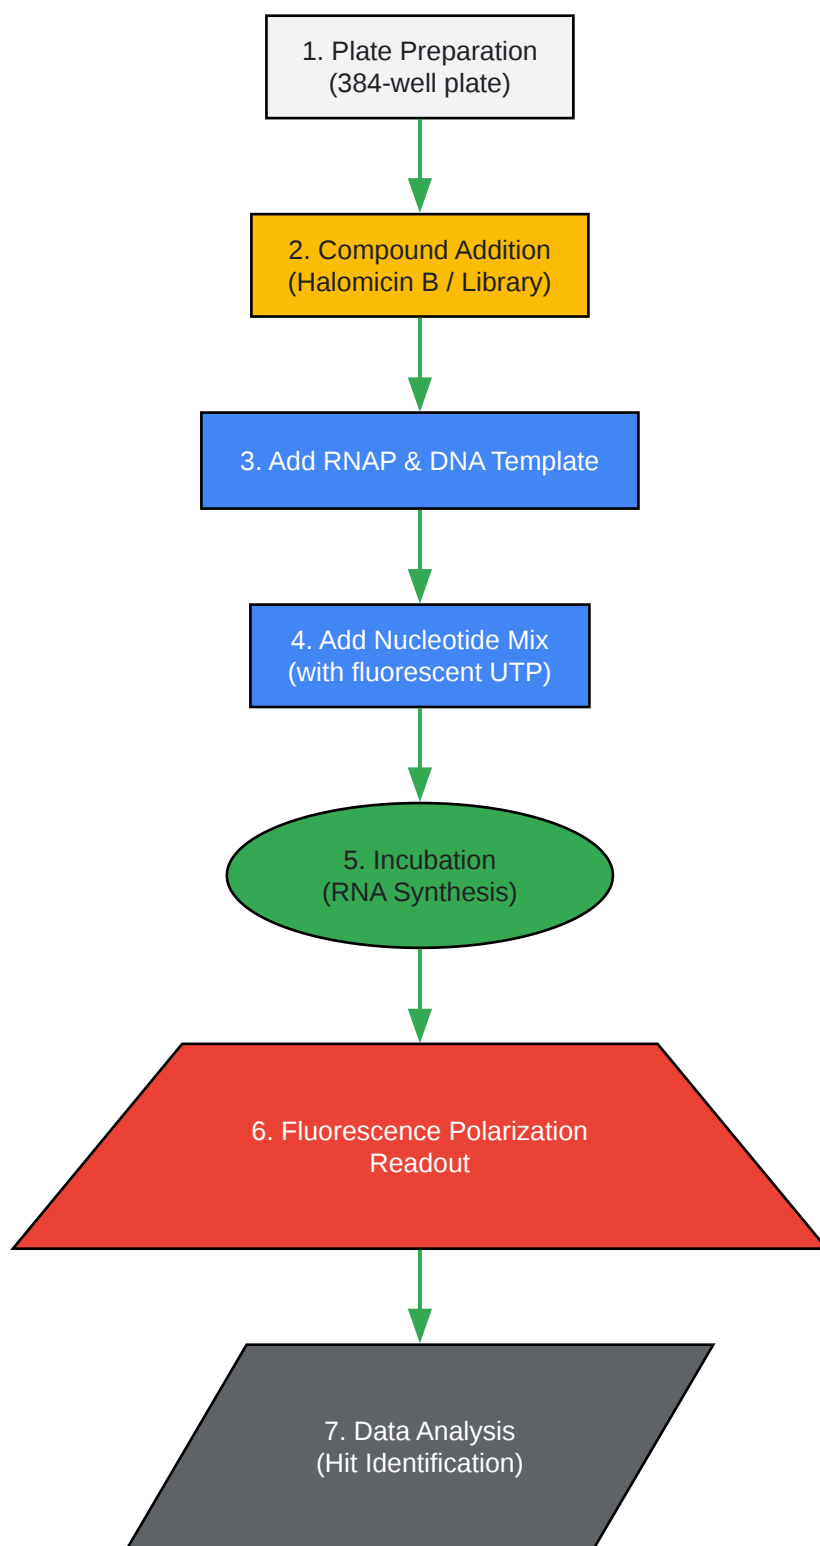 1. Plate Preparation
(384-well plate)
2. Compound Addition
(Halomicin B / Library)
3. Add RNAP & DNA Template
4. Add Nucleotide Mix
(with fluorescent UTP)
5. Incubation
(RNA Synthesis)
6. Fluorescence Polarization
Readout
7. Data Analysis
(Hit Identification)